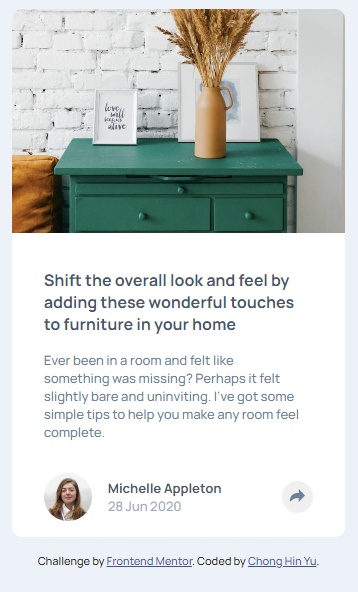 love
will
keep us
alive
Shift the overall look and feel by
adding these wonderful touches
to furniture in your home
Ever been in a room and felt like
something was missing? Perhaps it felt
slightly bare and uninviting. I’ve got some
simple tips to help you make any room feel
complete.
Michelle Appleton
28 Jun 2020
Challenge by Frontend Mentor. Coded by Chong Hin Yu.